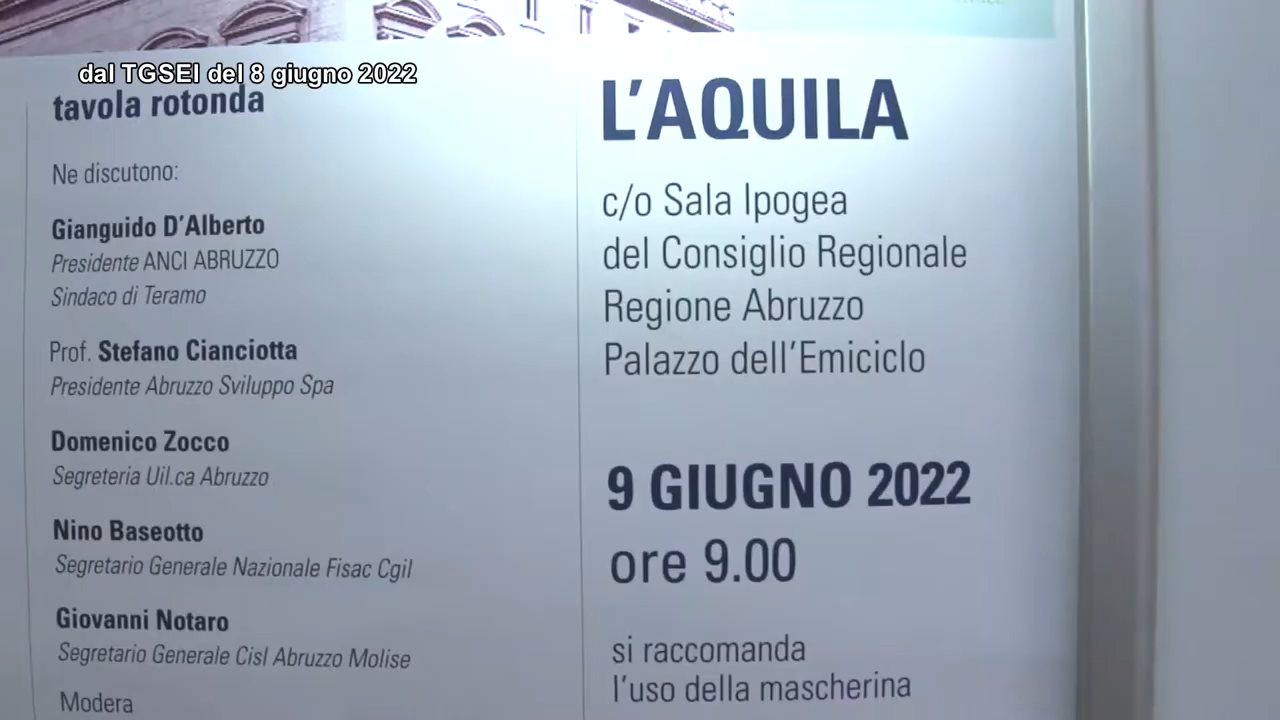 dal TGSEI del 8 giugno 2022
tavola rotonda
Ne discutono:
Gianguido D'Alberto
Presidente ANCI ABRUZZO
Sindaco di Teramo
Prof. Stefano Cianciotta
Presidente Abruzzo Sviluppo Spa
Domenico Zocco
Segreteria Uil.ca Abruzzo
Nino Baseotto
Segretario Generale Nazionale Fisac Cgil
Giovanni Notaro
Segretario Generale Cisl Abruzzo Molise
Modera
L'AQUILA
c/o Sala Ipogea
del Consiglio Regionale
Regione Abruzzo
Palazzo dell'Emiciclo
9 GIUGNO 2022
ore 9.00
si raccomanda
l'uso della mascherina